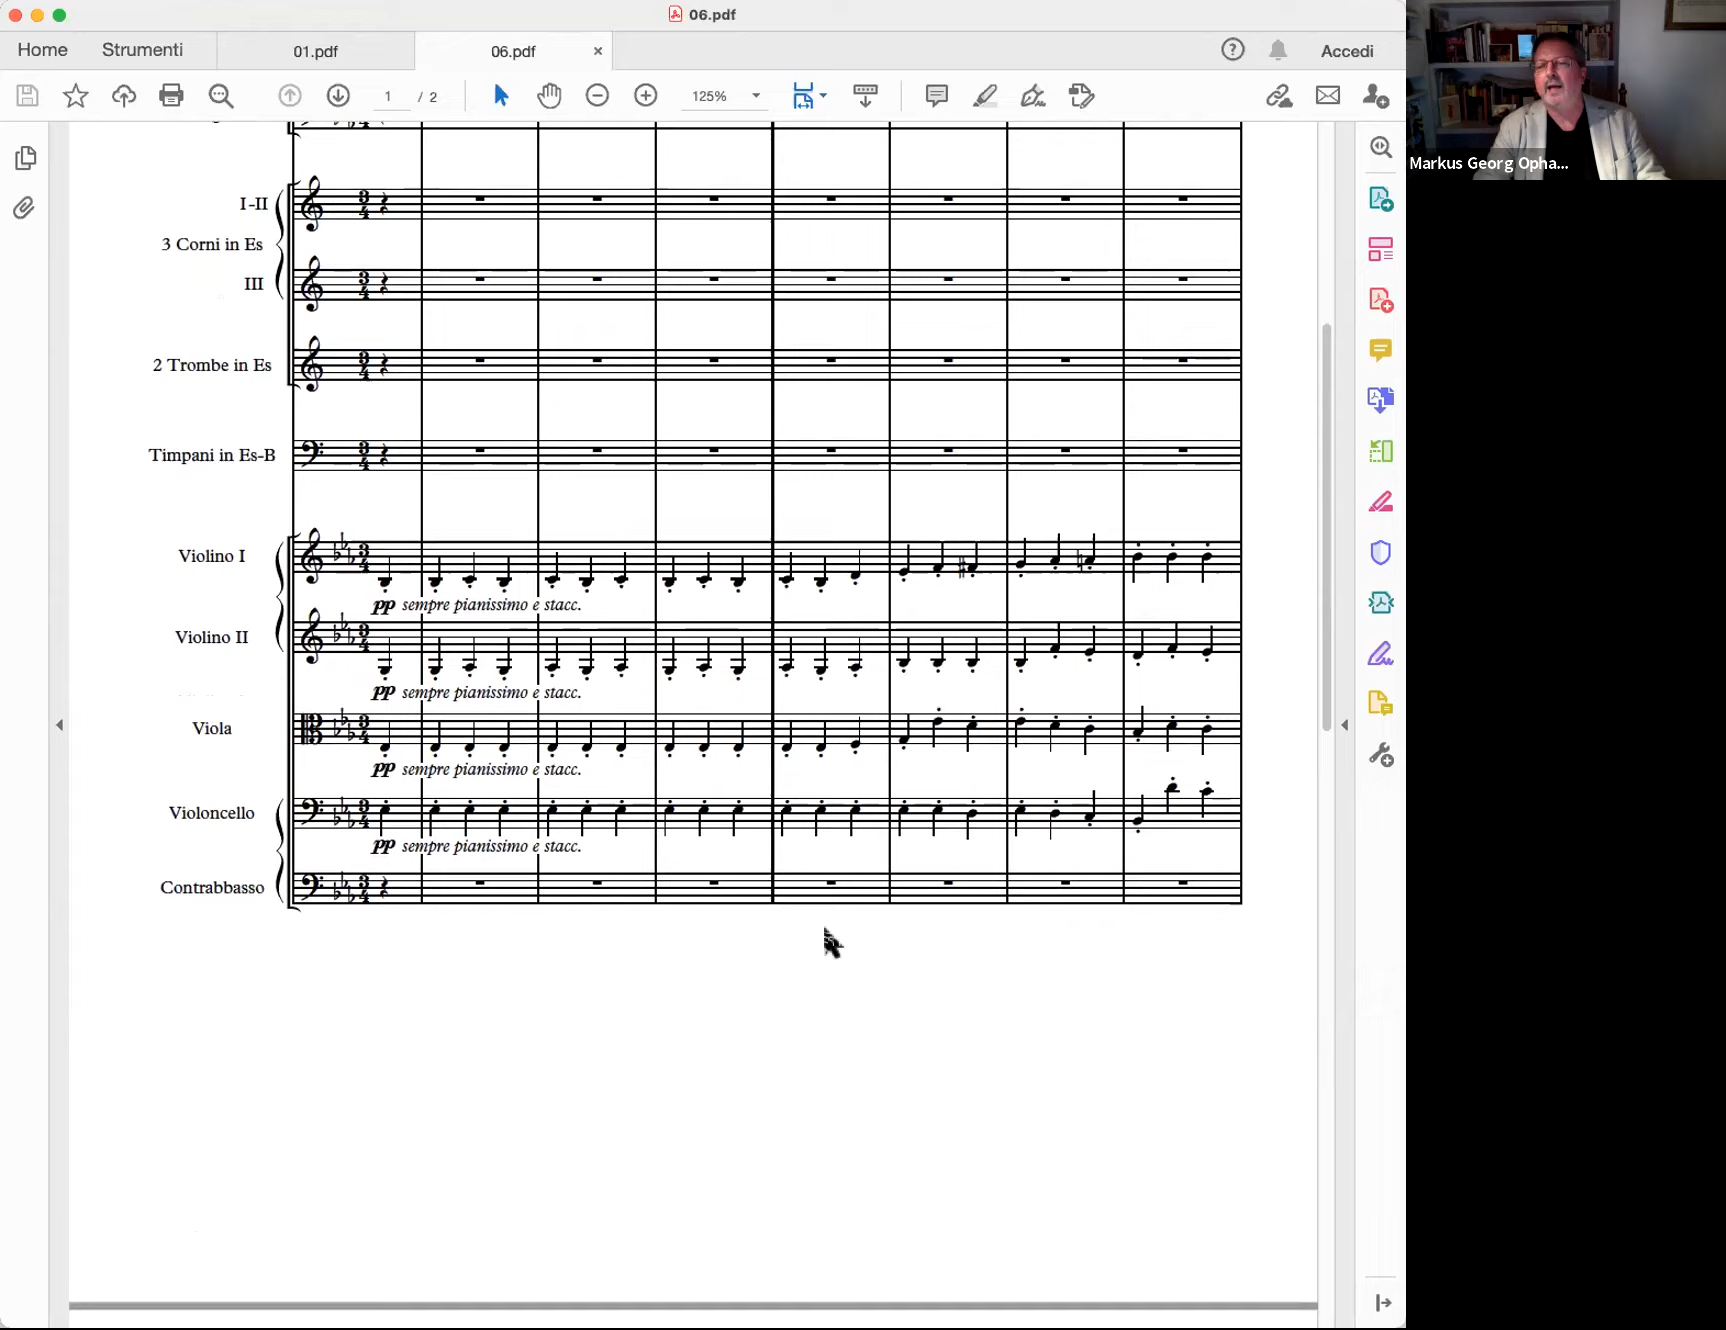 06.pdf
Home Strumenti 01.pdf 06.pdf Accedi
1 / 2 125%
I-II
3 Corni in Es
III
2 Trombe in Es
Timpani in Es-B
Violino I
pp sempre pianissimo e stacc.
Violino II
pp sempre pianissimo e stacc.
Viola
pp sempre pianissimo e stacc.
Violoncello
pp sempre pianissimo e stacc.
Contrabbasso
Markus Georg Opha...